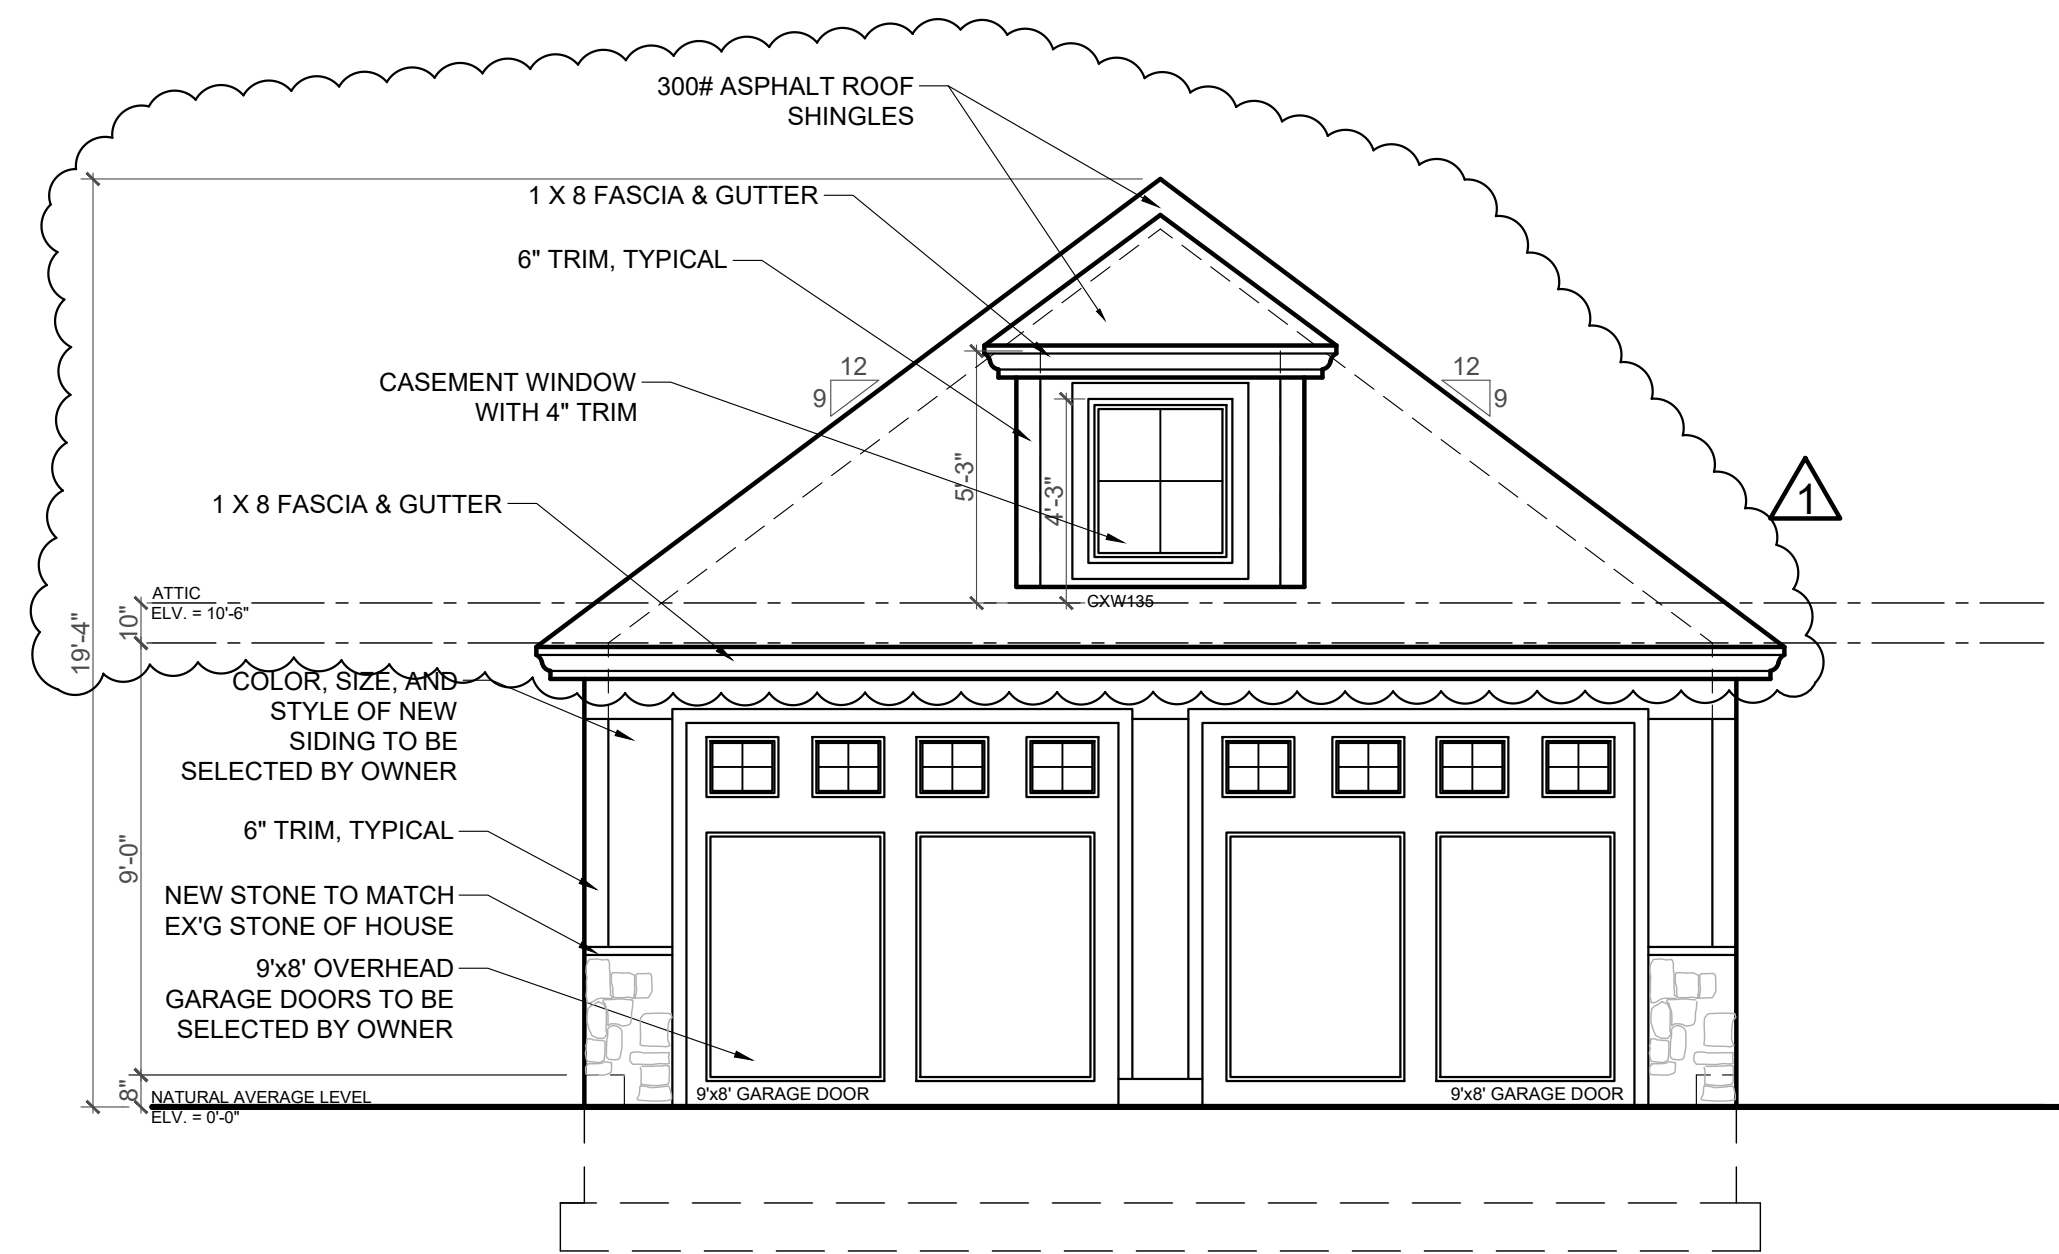 300# ASPHALT ROOF
SHINGLES
1 X 8 FASCIA & GUTTER
6" TRIM, TYPICAL
12
9
12
9
CASEMENT WINDOW
WITH 4" TRIM
5'-3"
4'-3"
1 X 8 FASCIA & GUTTER
1
ATTIC
ELV. = 10'-6"
CXW135
10"
19'-4"
COLOR, SIZE, AND
STYLE OF NEW
SIDING TO BE
SELECTED BY OWNER
6" TRIM, TYPICAL
9'-0"
NEW STONE TO MATCH
EX'G STONE OF HOUSE
9'x8' OVERHEAD
GARAGE DOORS TO BE
SELECTED BY OWNER
8"
NATURAL AVERAGE LEVEL
ELV. = 0'-0"
9'x8' GARAGE DOOR
9'x8' GARAGE DOOR